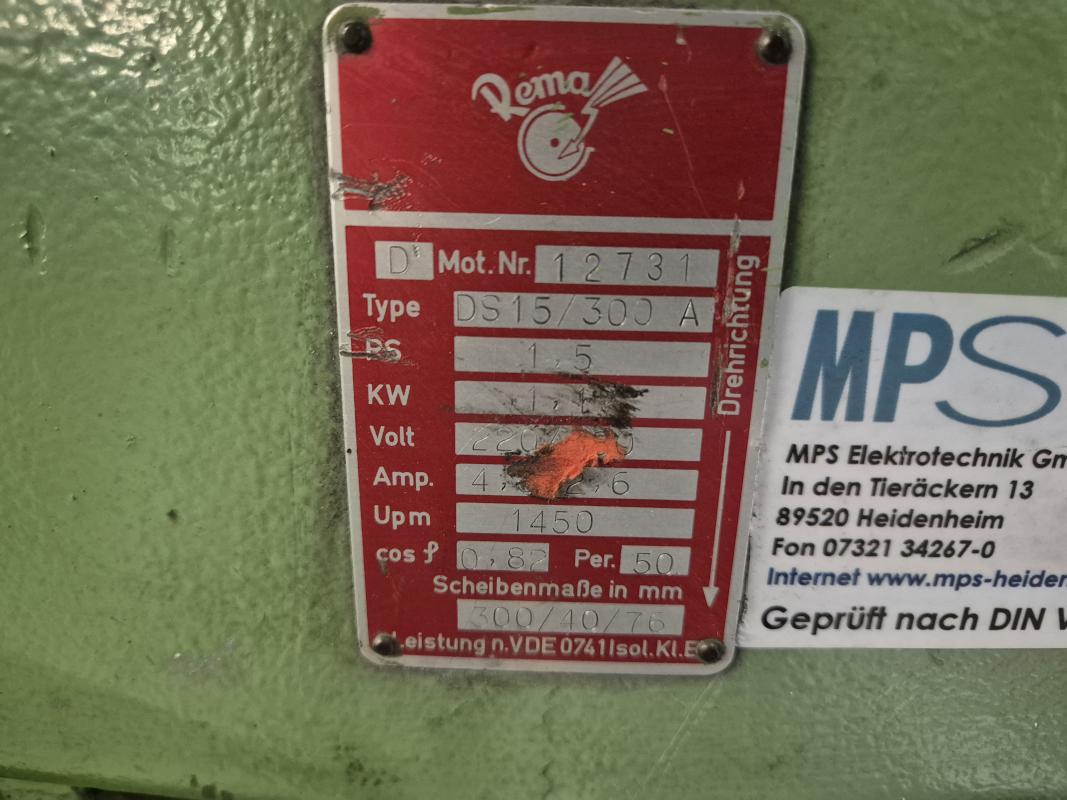 Rema
D Mot.Nr. 12731
Type DS15/300 A
PS 1,5
KW
Volt
Amp.
Upm 1450
cos φ 0,82 Per. 50
Scheibenmaße in mm
300/40/76
Leistung n.VDE 0741 Isol.Kl.E
Drehrichtung
MPS
MPS Elektrotechnik
In den Tieräckern 13
89520 Heidenheim
Fon 07321 34267-0
Internet
Geprüft nach DIN